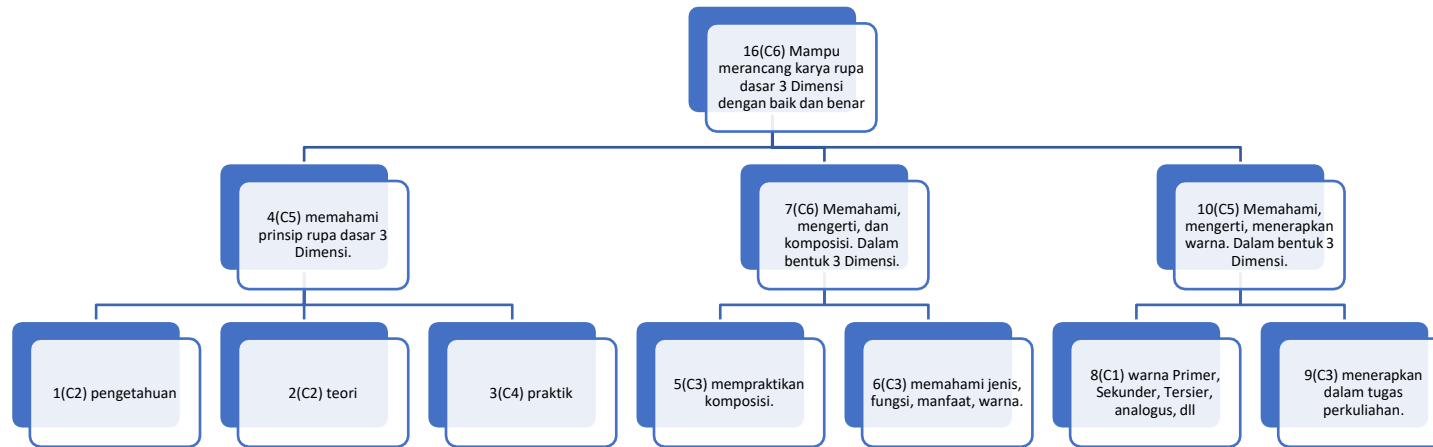 16(C6) Mampu
merancang karya rupa
dasar 3 Dimensi
dengan baik dan benar
4(C5) memahami
prinsip rupa dasar 3
Dimensi.
7(C6) Memahami,
mengerti, dan
komposisi. Dalam
bentuk 3 Dimensi.
10(C5) Memahami,
mengerti, menerapkan
warna. Dalam bentuk 3
Dimensi.
1(C2) pengetahuan
2(C2) teori
3(C4) praktik
5(C3) mempraktikan
komposisi.
6(C3) memahami jenis,
fungsi, manfaat, warna.
8(C1) warna Primer,
Sekunder, Tersier,
analogus, dll
9(C3) menerapkan
dalam tugas
perkuliahan.